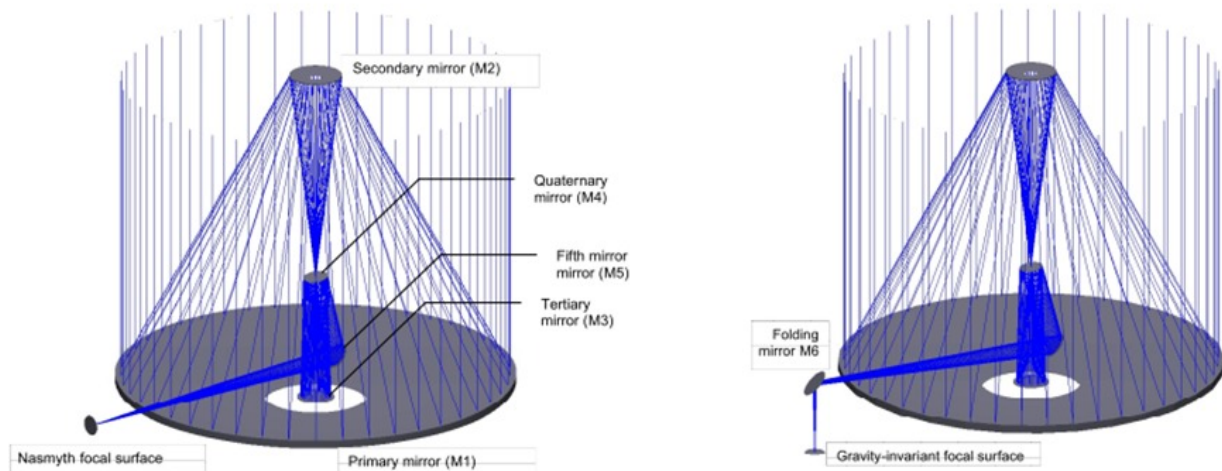 Secondary mirror (M2)
Quaternary
mirror (M4)
Fifth mirror
mirror (M5)
Tertiary
mirror (M3)
Nasmyth focal surface
Primary mirror (M1)
Folding
mirror M6
Gravity-invariant focal surface